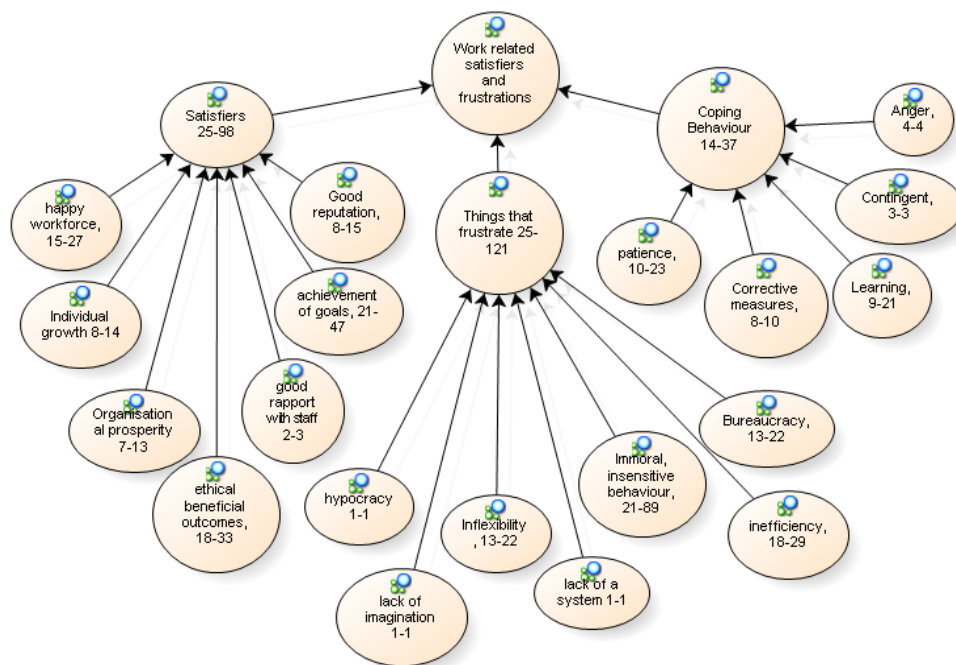 Work related
satisfiers
and
frustrations
Satisfiers
25-98
Coping
Behaviour
14-37
Anger,
4-4
happy
workforce,
15-27
Good
reputation,
8-15
Things that
frustrate 25-
121
Contingent,
3-3
patience,
10-23
Individual
growth 8-14
achievement
of goals, 21-
47
Corrective
measures,
8-10
Learning,
9-21
Organisation
al prosperity
7-13
good
rapport
with staff
2-3
Bureaucracy,
13-22
ethical
beneficial
outcomes,
18-33
hypocracy
1-1
Inflexibility
, 13-22
Immoral,
insensitive
behaviour,
21-89
inefficiency,
18-29
lack of
imagination
1-1
lack of a
system 1-1